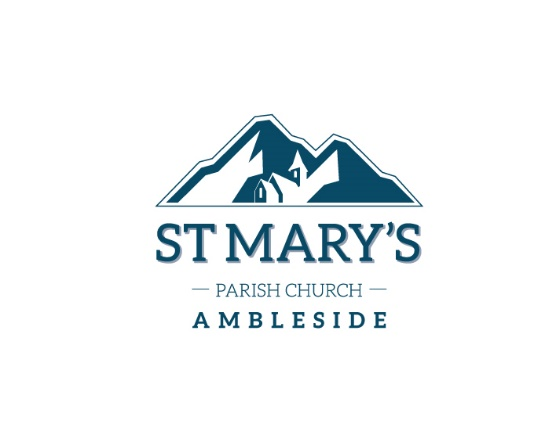 ST MARY'S
— PARISH CHURCH —
AMBLESIDE